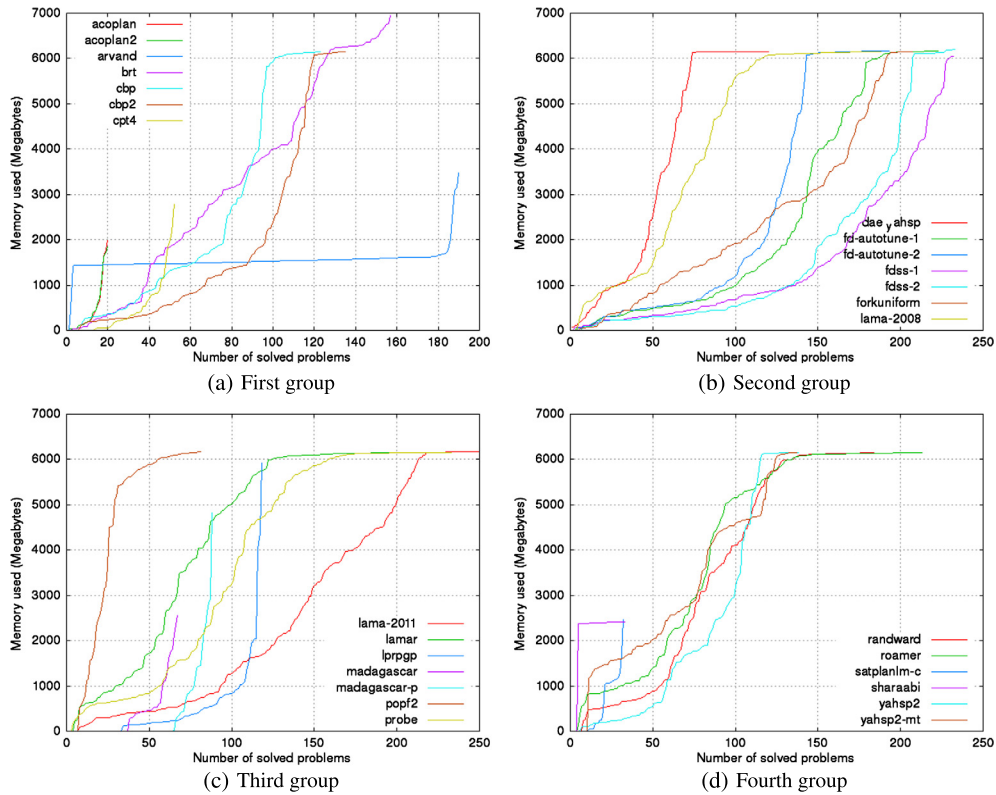 7000
6000
5000
4000
3000
2000
1000
0
Memory used (Megabytes)
acoplan
acoplan2
arvand
brt
cbp
cbp2
cpt4
0 20 40 60 80 100 120 140 160 180 200
Number of solved problems
(a) First group
7000
6000
5000
4000
3000
2000
1000
0
Memory used (Megabytes)
dae_yahsp
fd-autotune-1
fd-autotune-2
fdss-1
fdss-2
forkuniform
lama-2008
0 50 100 150 200 250
Number of solved problems
(b) Second group
7000
6000
5000
4000
3000
2000
1000
0
Memory used (Megabytes)
lama-2011
lamar
lprpgp
madagascar
madagascar-p
popf2
probe
0 50 100 150 200 250
Number of solved problems
(c) Third group
7000
6000
5000
4000
3000
2000
1000
0
Memory used (Megabytes)
randward
roamer
satplanlm-c
sharaabi
yahsp2
yahsp2-mt
0 50 100 150 200 250
Number of solved problems
(d) Fourth group